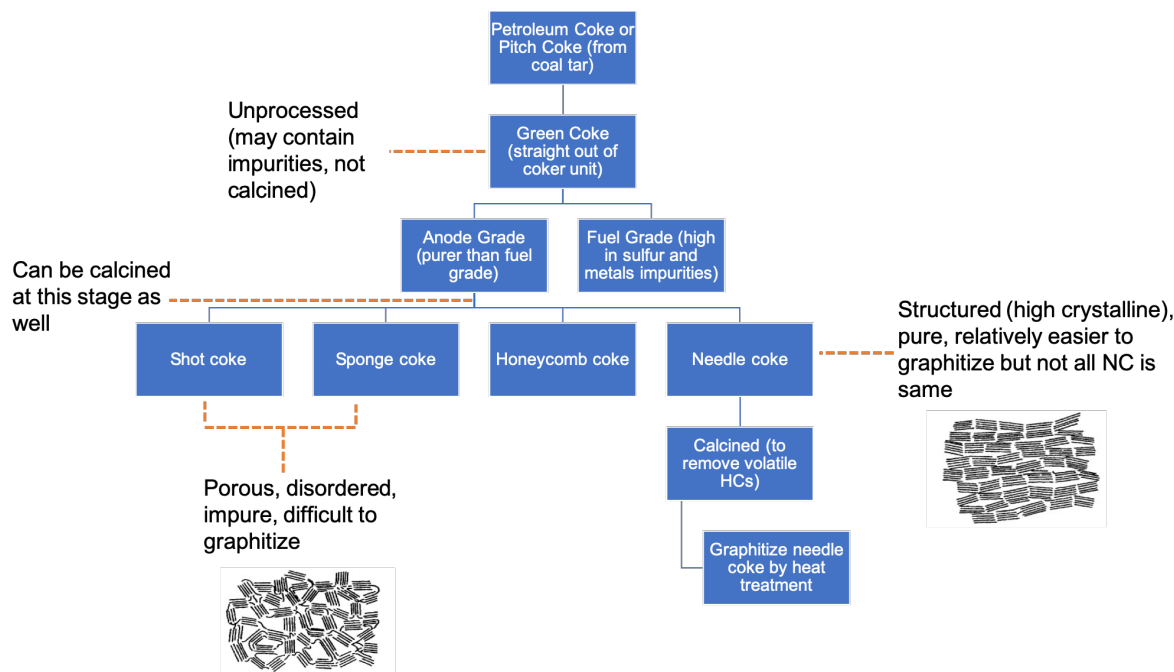 Petroleum Coke or
Pitch Coke (from
coal tar)
Unprocessed
(may contain
impurities, not
calcined)
Green Coke
(straight out of
coker unit)
Anode Grade
(purer than fuel
grade)
Fuel Grade (high
in sulfur and
metals impurities)
Can be calcined
at this stage as
well
Shot coke
Sponge coke
Honeycomb coke
Needle coke
Structured (high crystalline),
pure, relatively easier to
graphitize but not all NC is
same
Calcined (to
remove volatile
HCs)
Porous, disordered,
impure, difficult to
graphitize
Graphitize needle
coke by heat
treatment